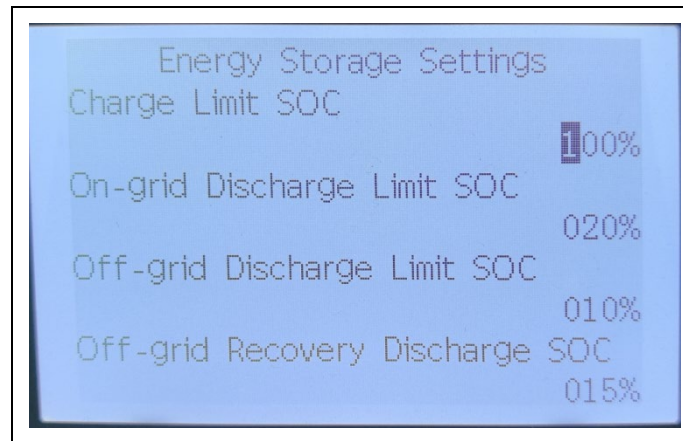 Energy Storage Settings
Charge Limit SOC
100%
On-grid Discharge Limit SOC
020%
Off-grid Discharge Limit SOC
010%
Off-grid Recovery Discharge SOC
015%